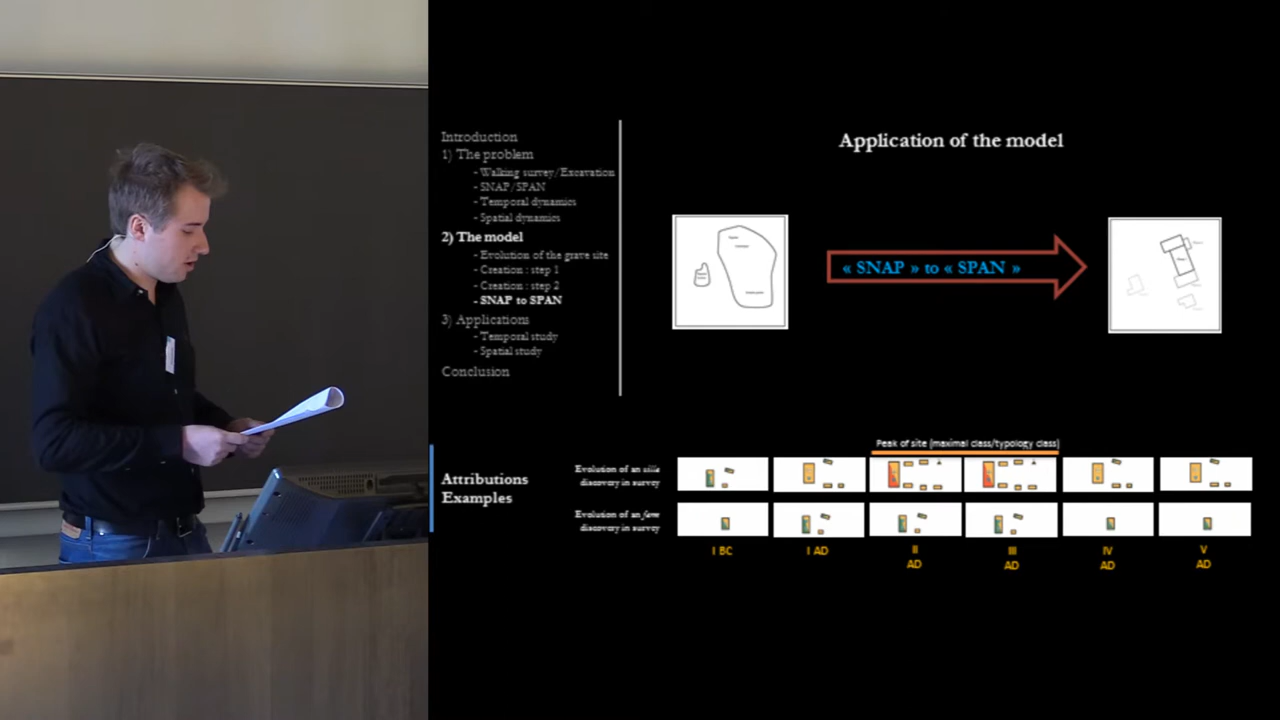 Introduction
1) The problem
- Walking survey/Excavation
- SNAP/SPAN
- Temporal dynamics
- Spatial dynamics
2) The model
- Evolution of the grave site
- Creation : step 1
- Creation : step 2
- SNAP to SPAN
3) Applications
- Temporal study
- Spatial study
Conclusion
Application of the model
« SNAP » to « SPAN »
Peak of site (maximal class/typology class)
Attributions
Examples
Evolution of an villa
discovery in survey
Evolution of an farm
discovery in survey
I BC
I AD
II
AD
III
AD
IV
AD
V
AD